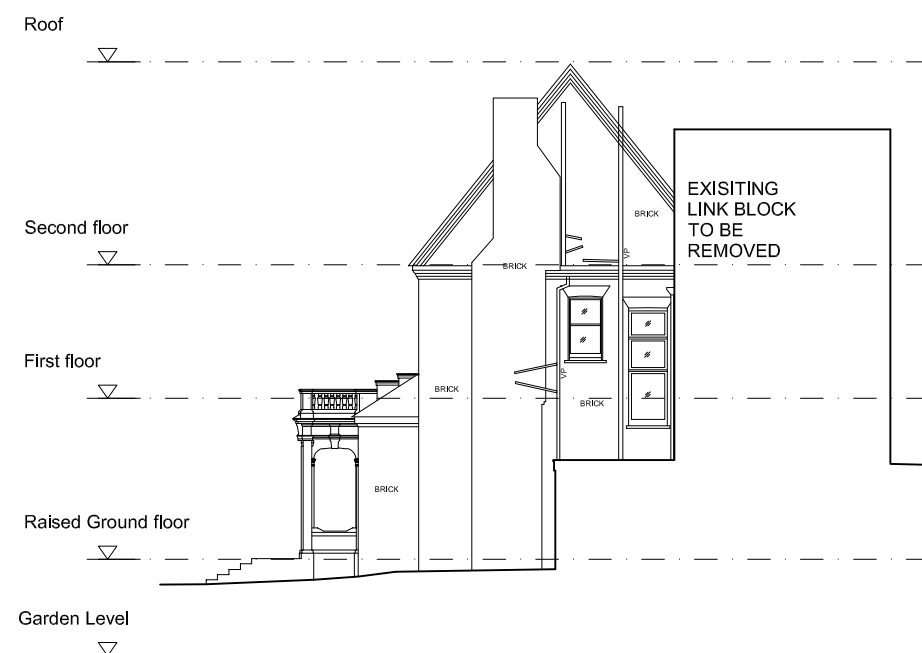 Roof
EXISITING
LINK BLOCK
TO BE
REMOVED
BRICK
Second floor
VP
BRICK
First floor
VP
BRICK
BRICK
BRICK
Raised Ground floor
Garden Level